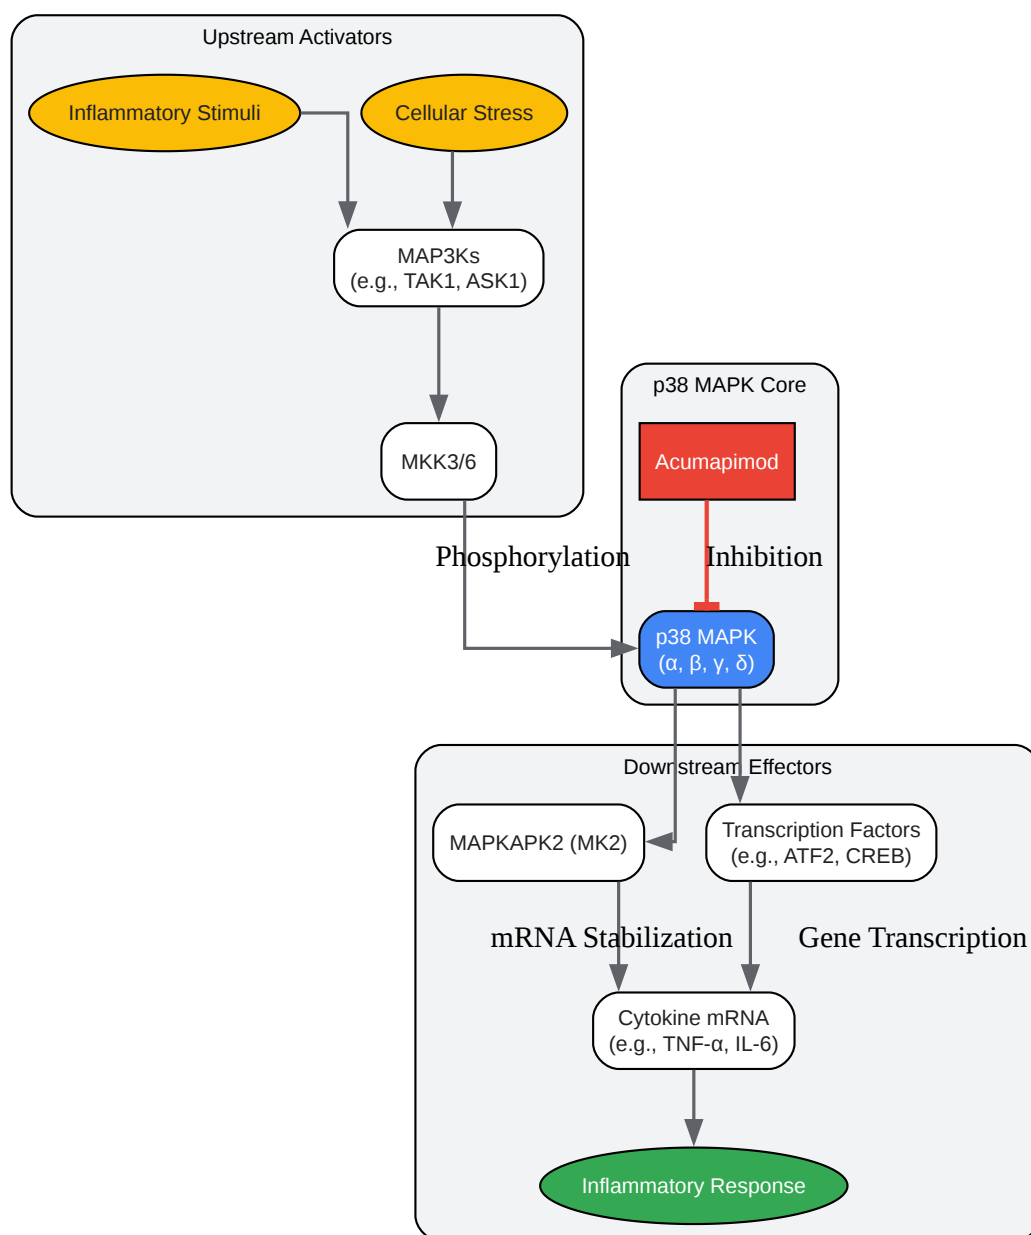 Upstream Activators
Inflammatory Stimuli
Cellular Stress
MAP3Ks
(e.g., TAK1, ASK1)
MKK3/6
p38 MAPK Core
Acumapimod
Phosphorylation
Inhibition
p38 MAPK
(α, β, γ, δ)
Downstream Effectors
MAPKAPK2 (MK2)
Transcription Factors
(e.g., ATF2, CREB)
mRNA Stabilization
Gene Transcription
Cytokine mRNA
(e.g., TNF-α, IL-6)
Inflammatory Response